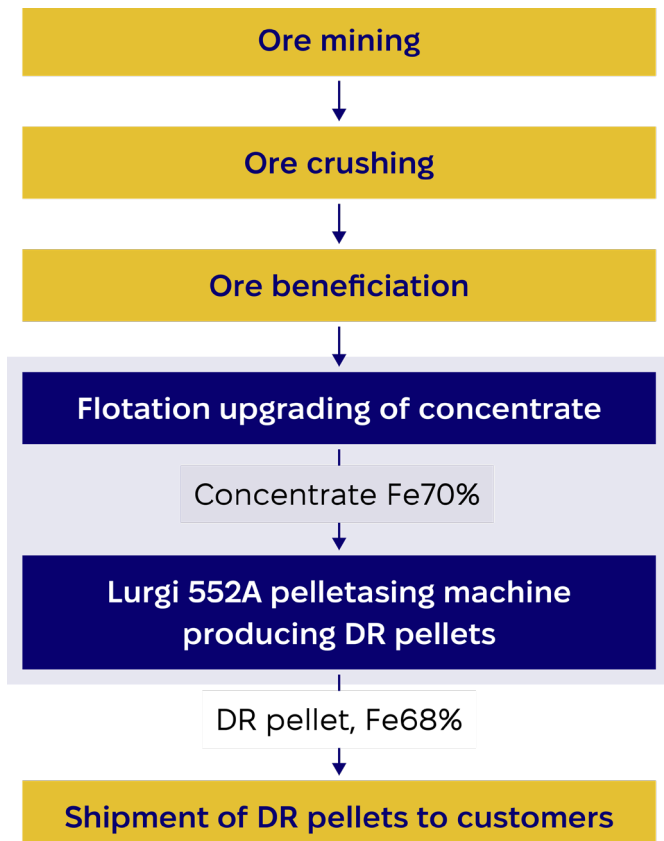 Ore mining
Ore crushing
Ore beneficiation
Flotation upgrading of concentrate
Concentrate Fe70%
Lurgi 552A pelletasing machine
producing DR pellets
DR pellet, Fe68%
Shipment of DR pellets to customers